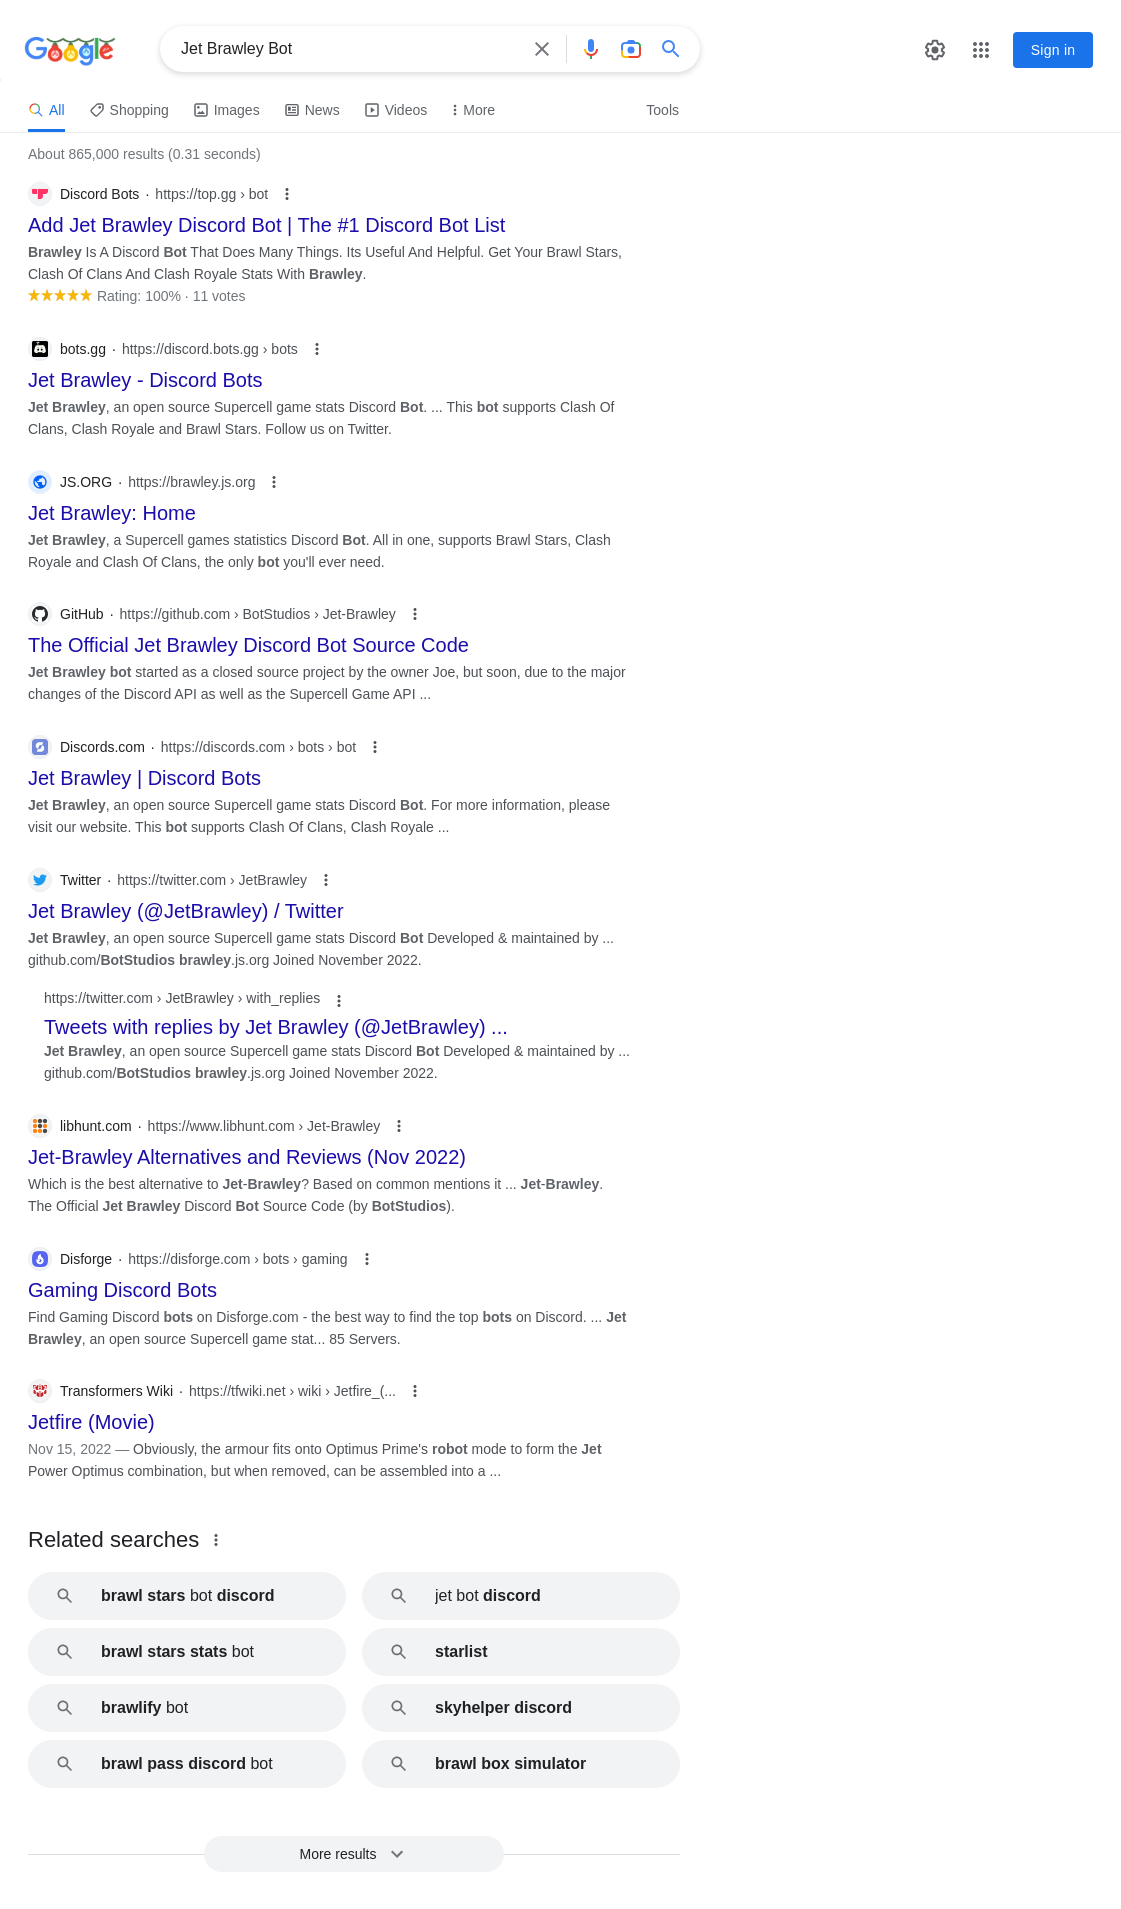 Google
Jet Brawley Bot
Sign in
All Shopping Images News Videos More Tools
About 865,000 results (0.31 seconds)
Discord Bots · https://top.gg › bot
Add Jet Brawley Discord Bot | The #1 Discord Bot List
Brawley Is A Discord Bot That Does Many Things. Its Useful And Helpful. Get Your Brawl Stars,
Clash Of Clans And Clash Royale Stats With Brawley.
Rating: 100% · 11 votes
bots.gg · https://discord.bots.gg › bots
Jet Brawley - Discord Bots
Jet Brawley, an open source Supercell game stats Discord Bot. ... This bot supports Clash Of
Clans, Clash Royale and Brawl Stars. Follow us on Twitter.
JS.ORG · https://brawley.js.org
Jet Brawley: Home
Jet Brawley, a Supercell games statistics Discord Bot. All in one, supports Brawl Stars, Clash
Royale and Clash Of Clans, the only bot you'll ever need.
GitHub · https://github.com › BotStudios › Jet-Brawley
The Official Jet Brawley Discord Bot Source Code
Jet Brawley bot started as a closed source project by the owner Joe, but soon, due to the major
changes of the Discord API as well as the Supercell Game API ...
Discords.com · https://discords.com › bots › bot
Jet Brawley | Discord Bots
Jet Brawley, an open source Supercell game stats Discord Bot. For more information, please
visit our website. This bot supports Clash Of Clans, Clash Royale ...
Twitter · https://twitter.com › JetBrawley
Jet Brawley (@JetBrawley) / Twitter
Jet Brawley, an open source Supercell game stats Discord Bot Developed & maintained by ...
github.com/BotStudios brawley.js.org Joined November 2022.
https://twitter.com › JetBrawley › with_replies
Tweets with replies by Jet Brawley (@JetBrawley) ...
Jet Brawley, an open source Supercell game stats Discord Bot Developed & maintained by ...
github.com/BotStudios brawley.js.org Joined November 2022.
libhunt.com · https://www.libhunt.com › Jet-Brawley
Jet-Brawley Alternatives and Reviews (Nov 2022)
Which is the best alternative to Jet-Brawley? Based on common mentions it ... Jet-Brawley.
The Official Jet Brawley Discord Bot Source Code (by BotStudios).
Disforge · https://disforge.com › bots › gaming
Gaming Discord Bots
Find Gaming Discord bots on Disforge.com - the best way to find the top bots on Discord. ... Jet
Brawley, an open source Supercell game stat... 85 Servers.
Transformers Wiki · https://tfwiki.net › wiki › Jetfire_(...
Jetfire (Movie)
Nov 15, 2022 — Obviously, the armour fits onto Optimus Prime's robot mode to form the Jet
Power Optimus combination, but when removed, can be assembled into a ...
Related searches
brawl stars bot discord
jet bot discord
brawl stars stats bot
starlist
brawlify bot
skyhelper discord
brawl pass discord bot
brawl box simulator
More results